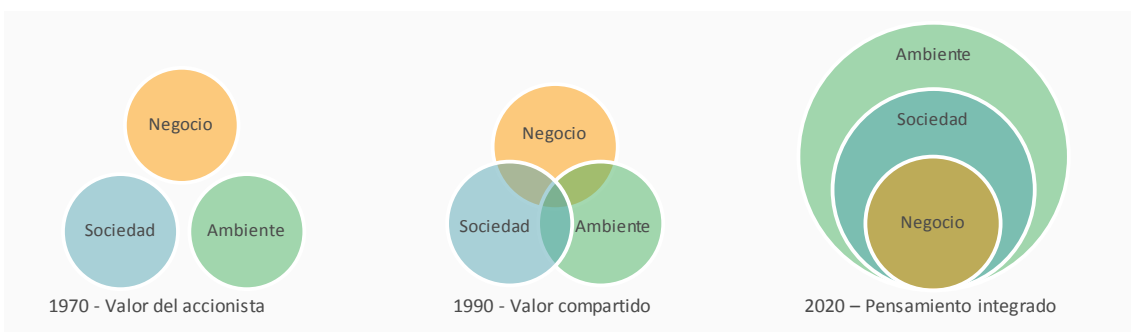 Negocio
Sociedad
Ambiente
1970 - Valor del accionista
Negocio
Sociedad
Ambiente
1990 - Valor compartido
Ambiente
Sociedad
Negocio
2020 – Pensamiento integrado